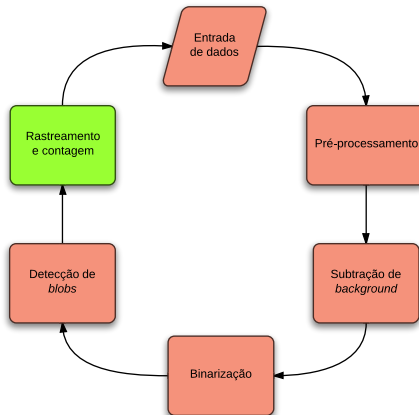 Entrada
de dados
Pré-processamento
Subtração de
background
Binarização
Detecção de
blobs
Rastreamento
e contagem